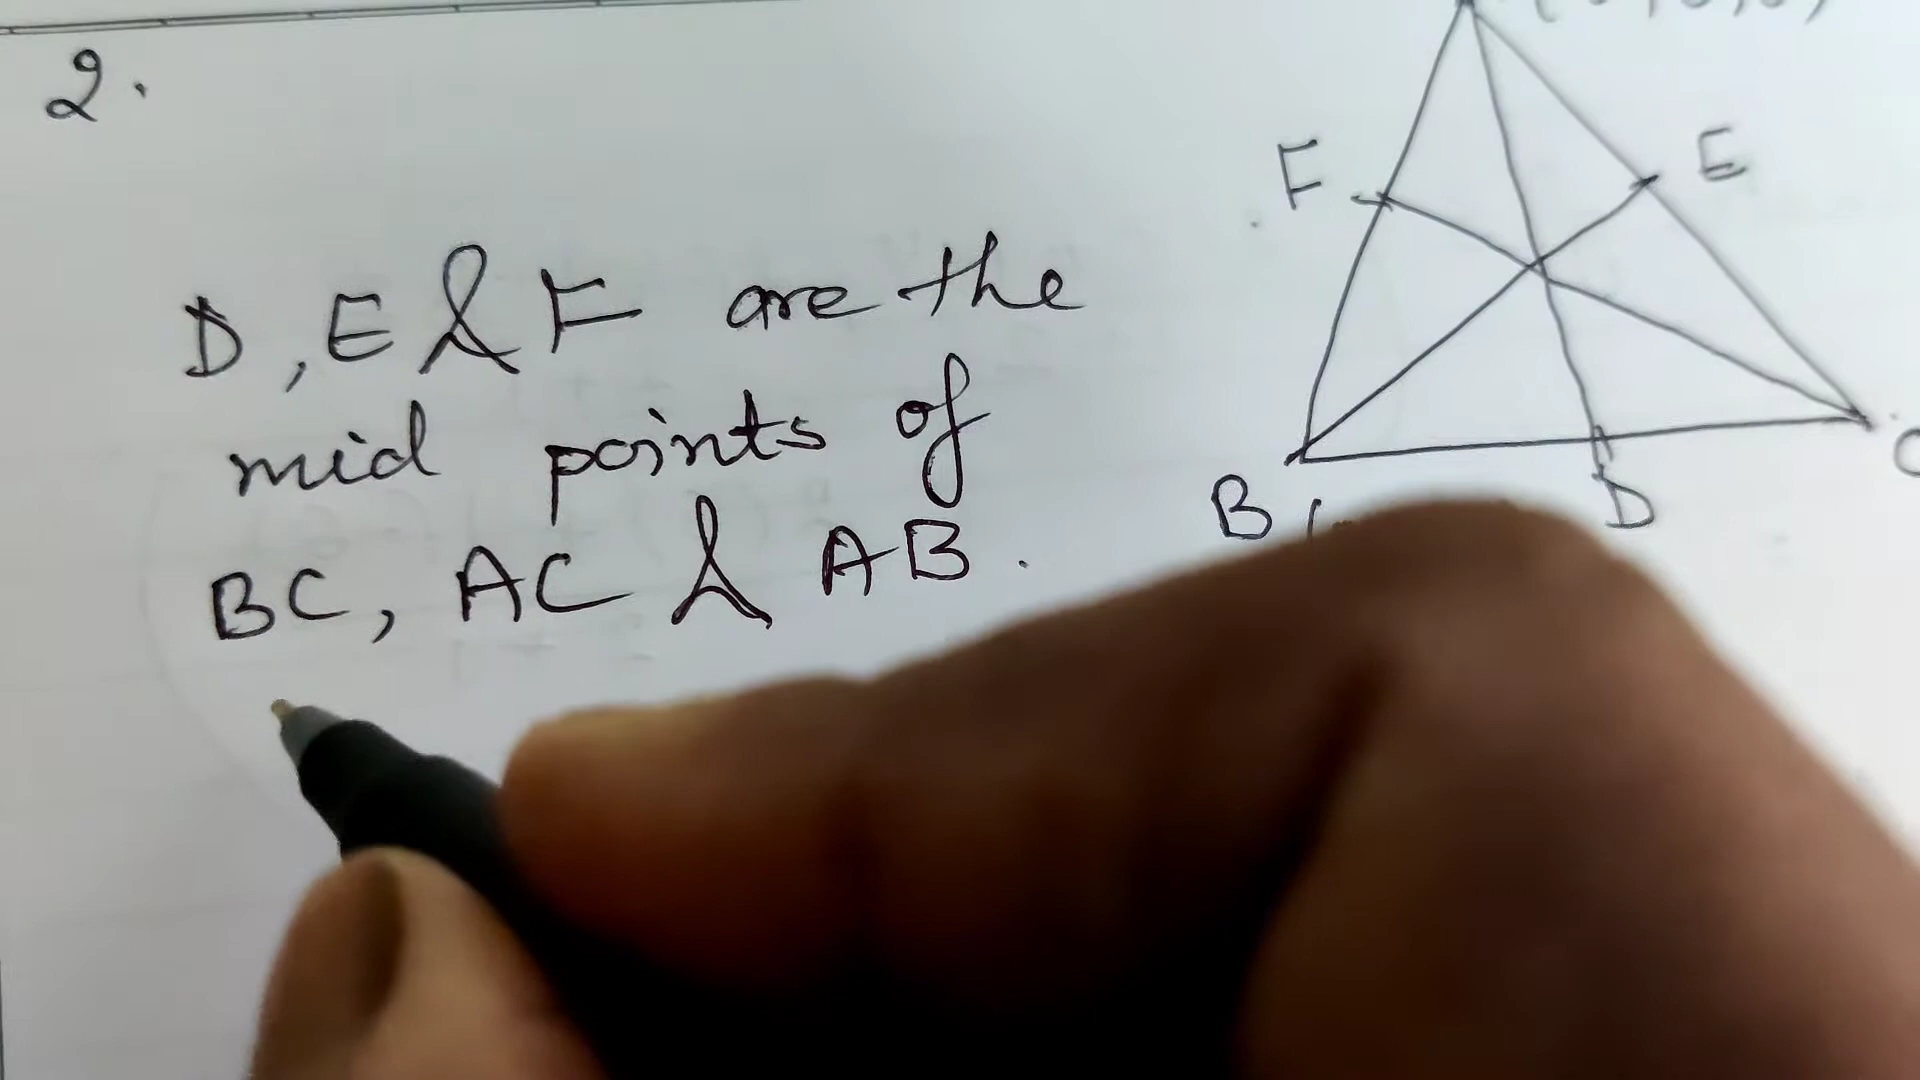 2.
D, E & F are the
mid points of
BC, AC & AB.
F
E
B (
D